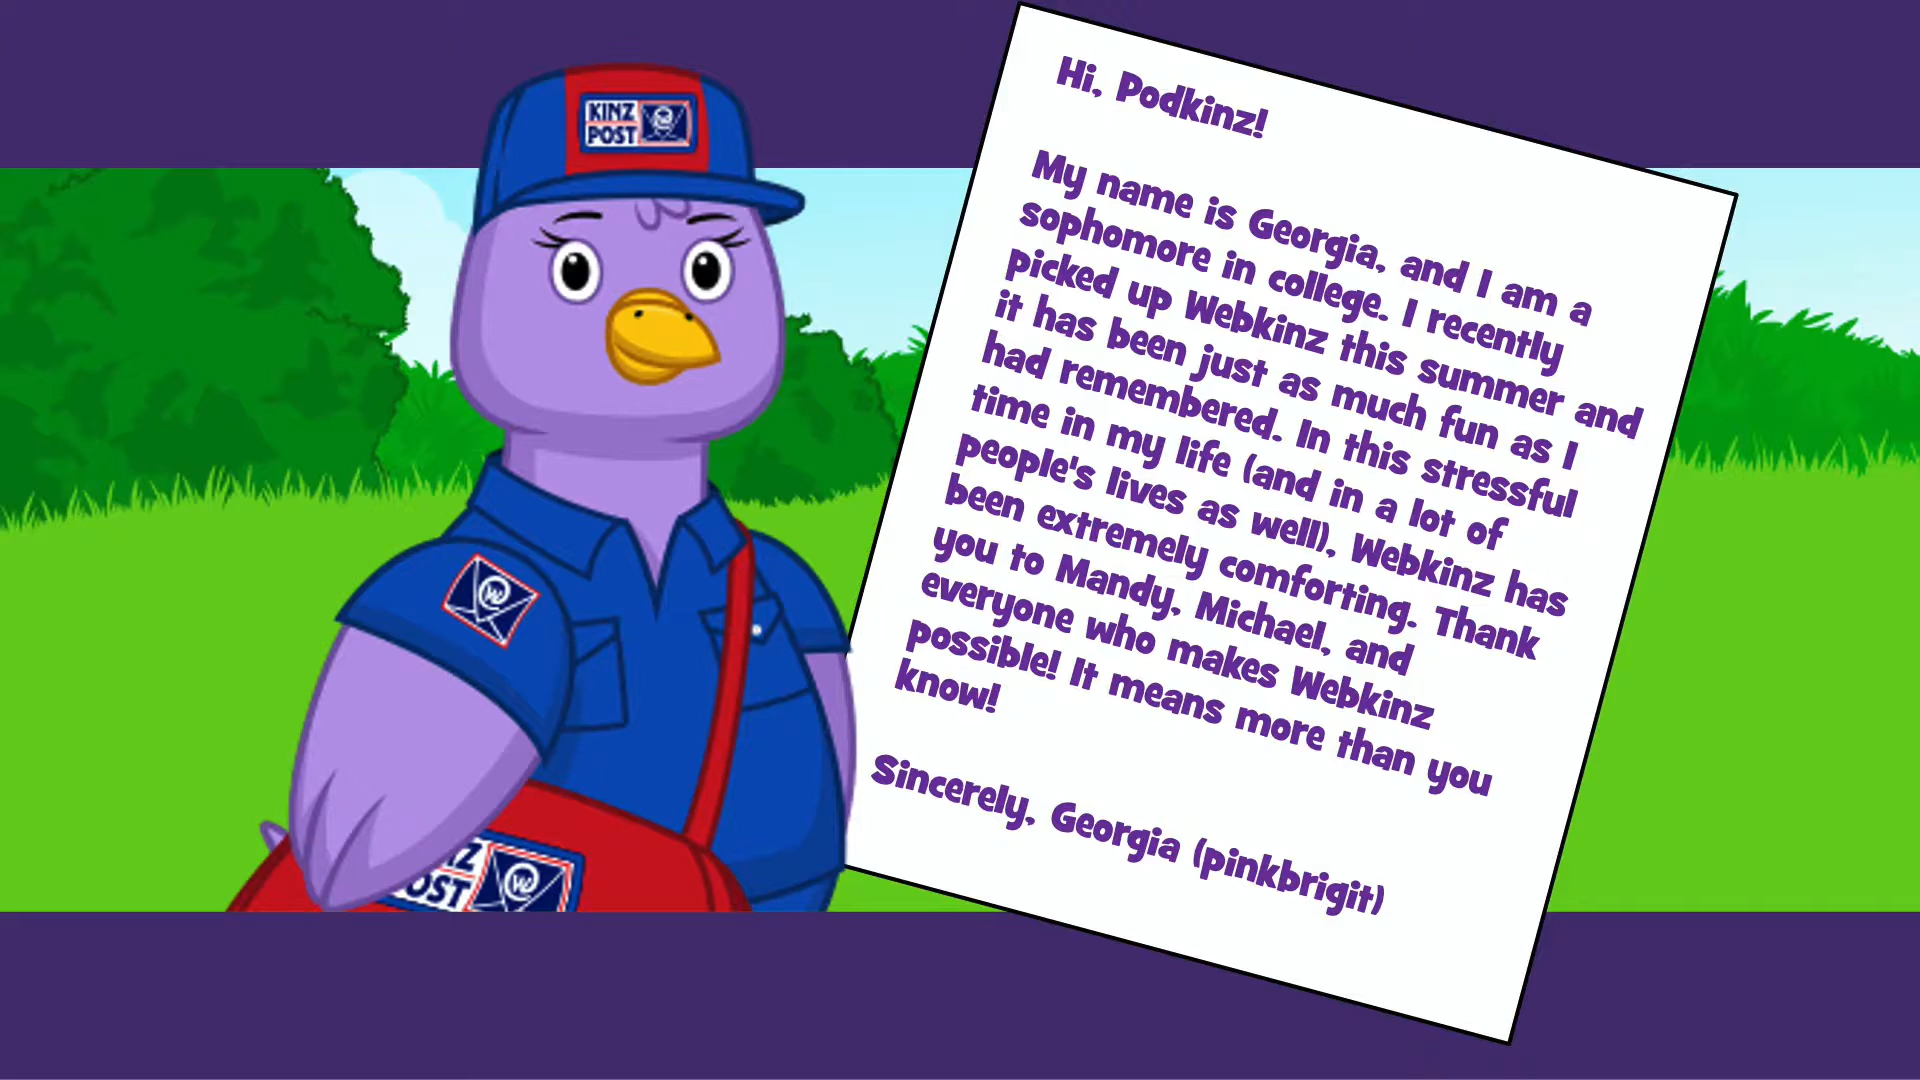 KINZ
POST
Hi, Podkinz!
My name is Georgia, and I am a
sophomore in college. I recently
picked up Webkinz this summer and
it has been just as much fun as I
had remembered. In this stressful
time in my life (and in a lot of
people's lives as well), Webkinz has
been extremely comforting. Thank
you to Mandy, Michael, and
everyone who makes Webkinz
possible! It means more than you
know!
Sincerely, Georgia (pinkbrigit)
W
Z
OST
W